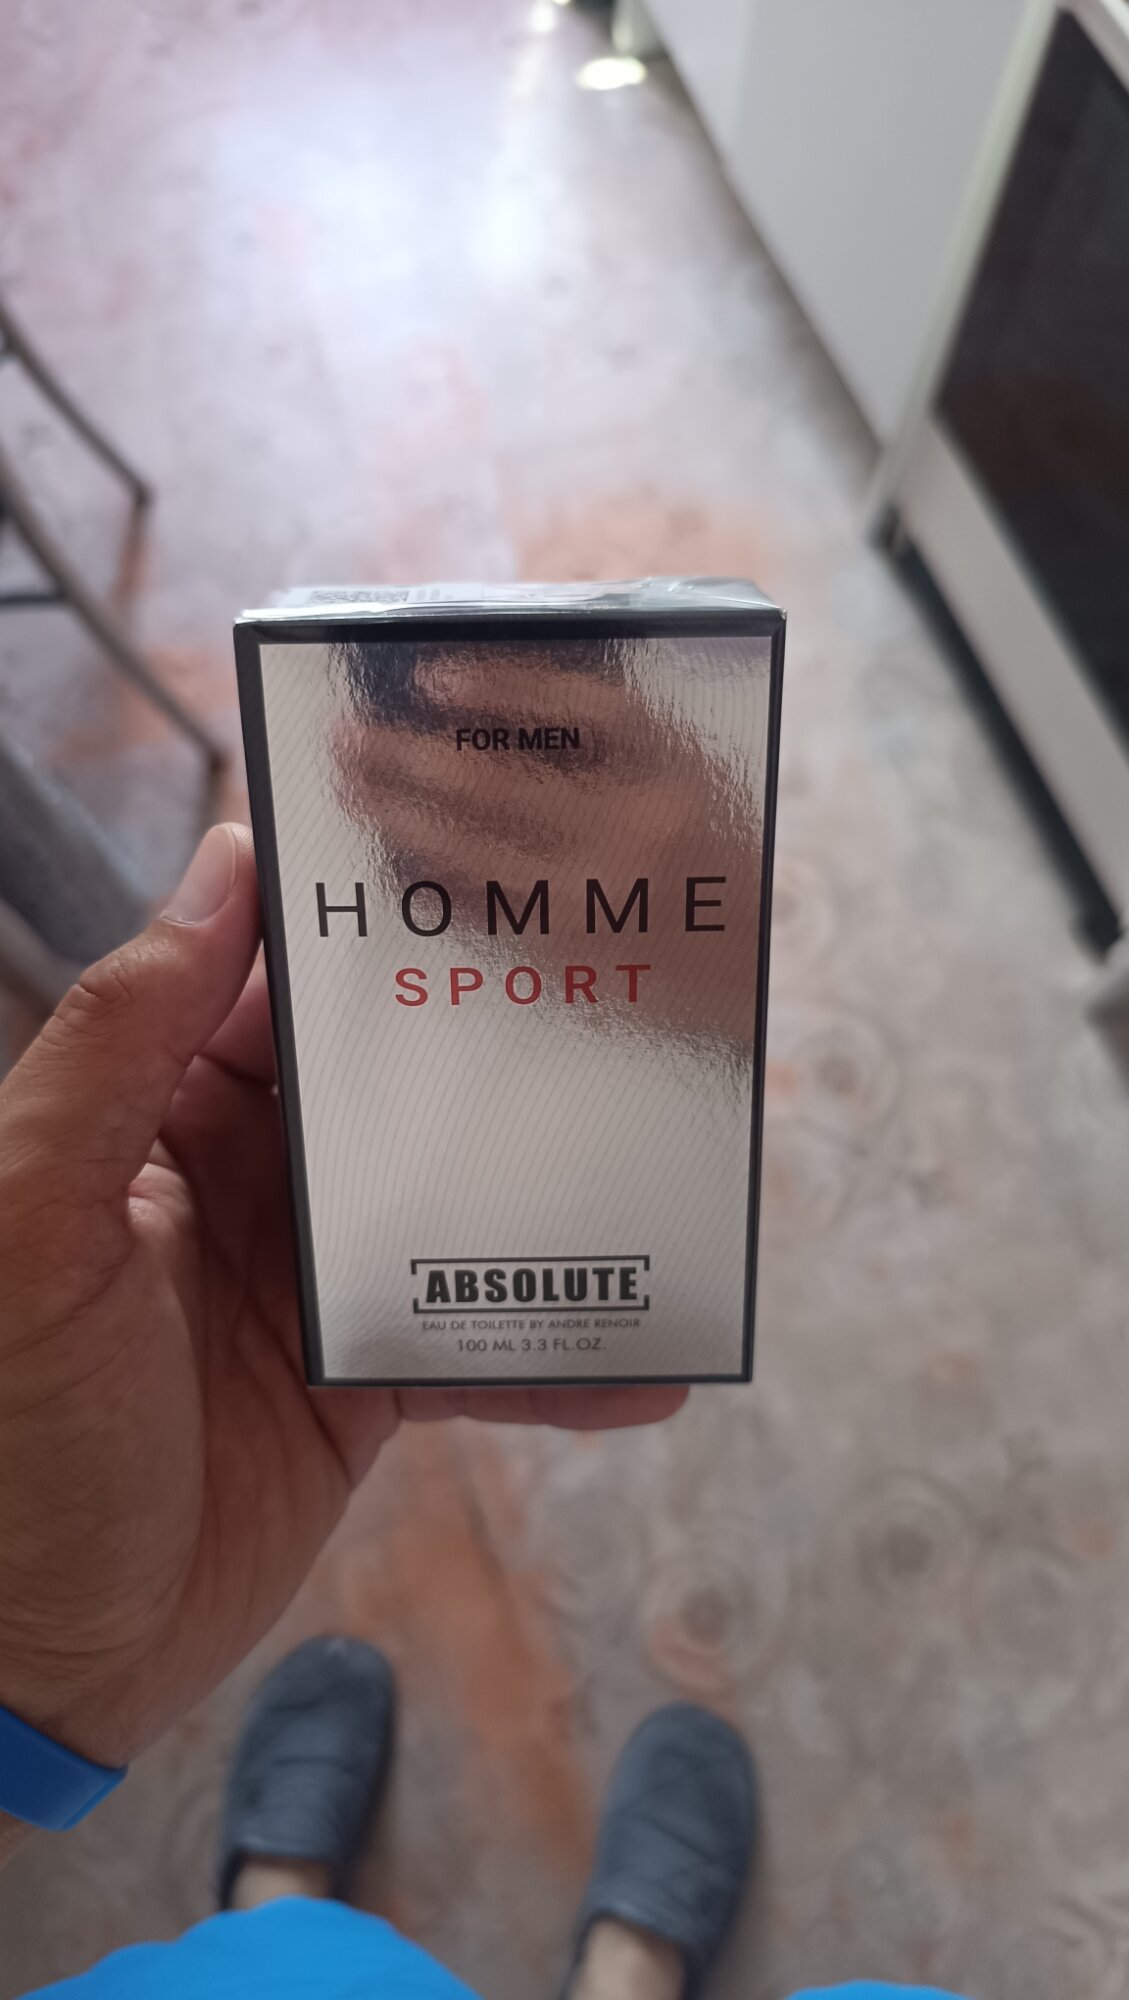 FOR MEN
HOMME
SPORT
ABSOLUTE
EAU DE TOILETTE BY ANDRE RENOIR
100 ML 3.3 FL.OZ.